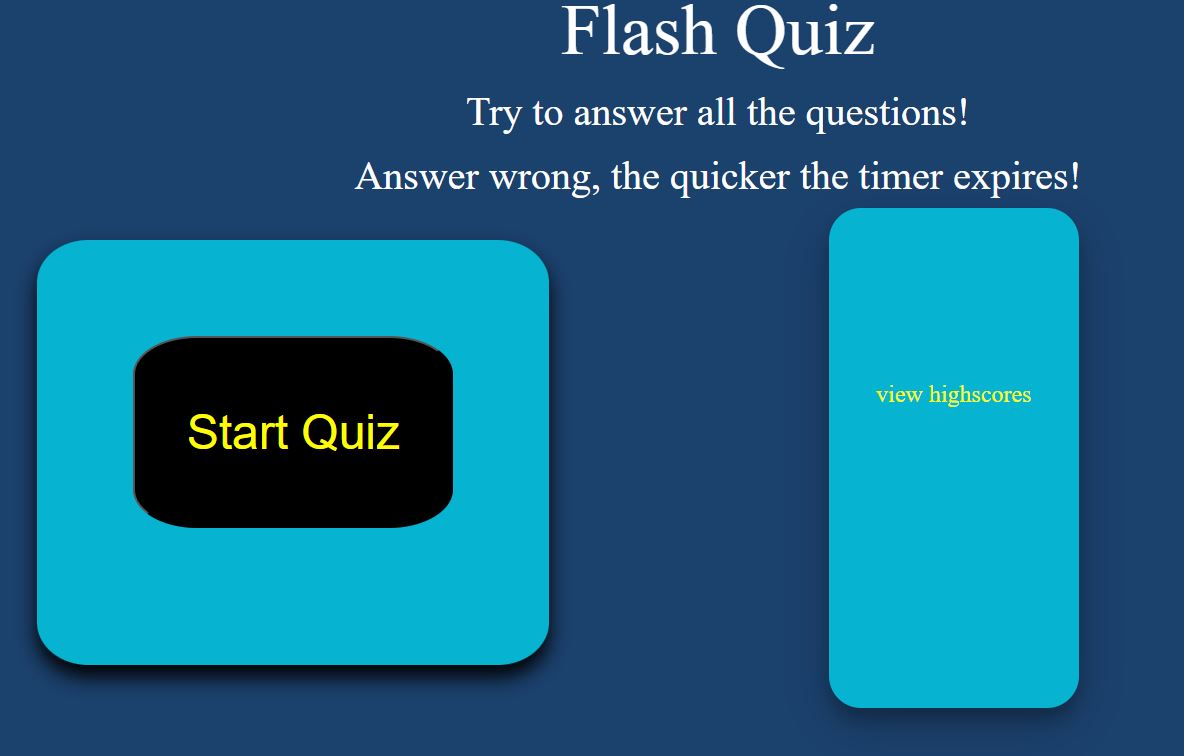 Flash Quiz
Try to answer all the questions!
Answer wrong, the quicker the timer expires!
Start Quiz
view highscores